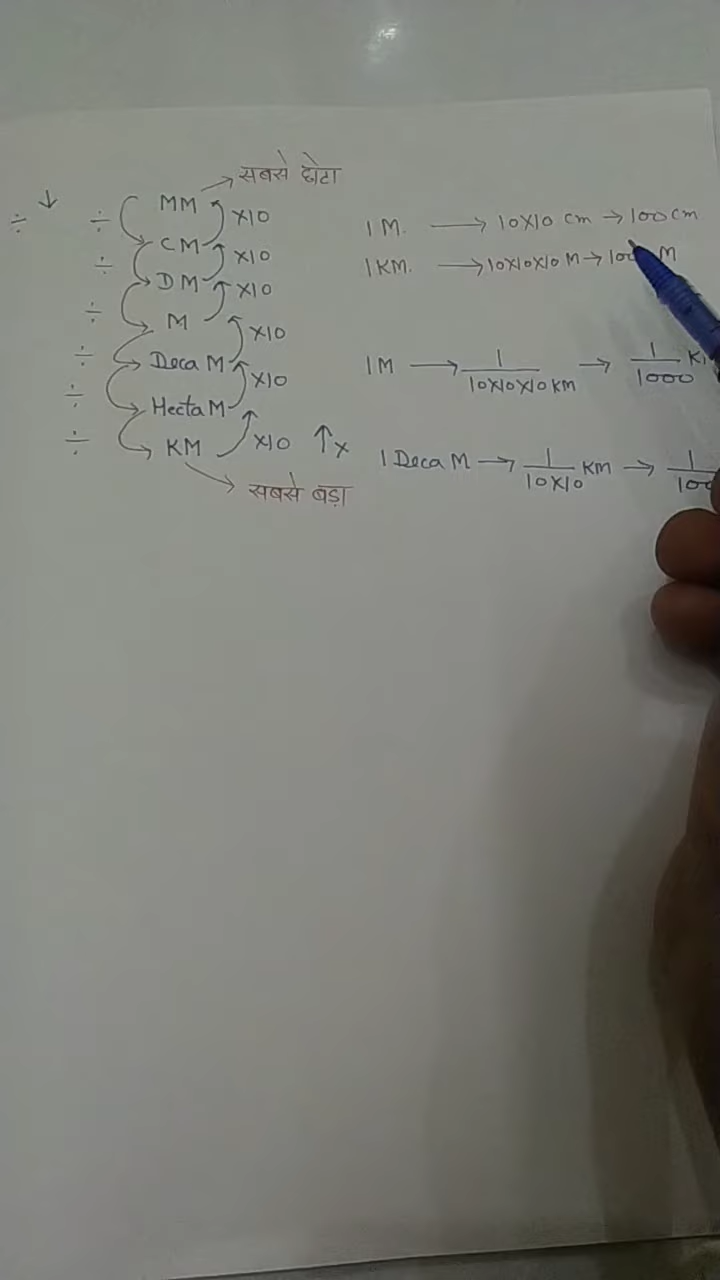 सबसे छोटा
÷ ↓ ÷ MM ×10
÷ CM ×10
÷ DM ×10
÷ M ×10
÷ Deca M ×10
÷ Hecta M
KM ×10 ↑×
सबसे बड़ा
1 M. → 10×10 cm → 100 cm
1 KM. → 10×10×10 M → M
1 M → 1/10×10×10 KM → 1/1000
1 Deca M → 1/10×10 KM → 1/